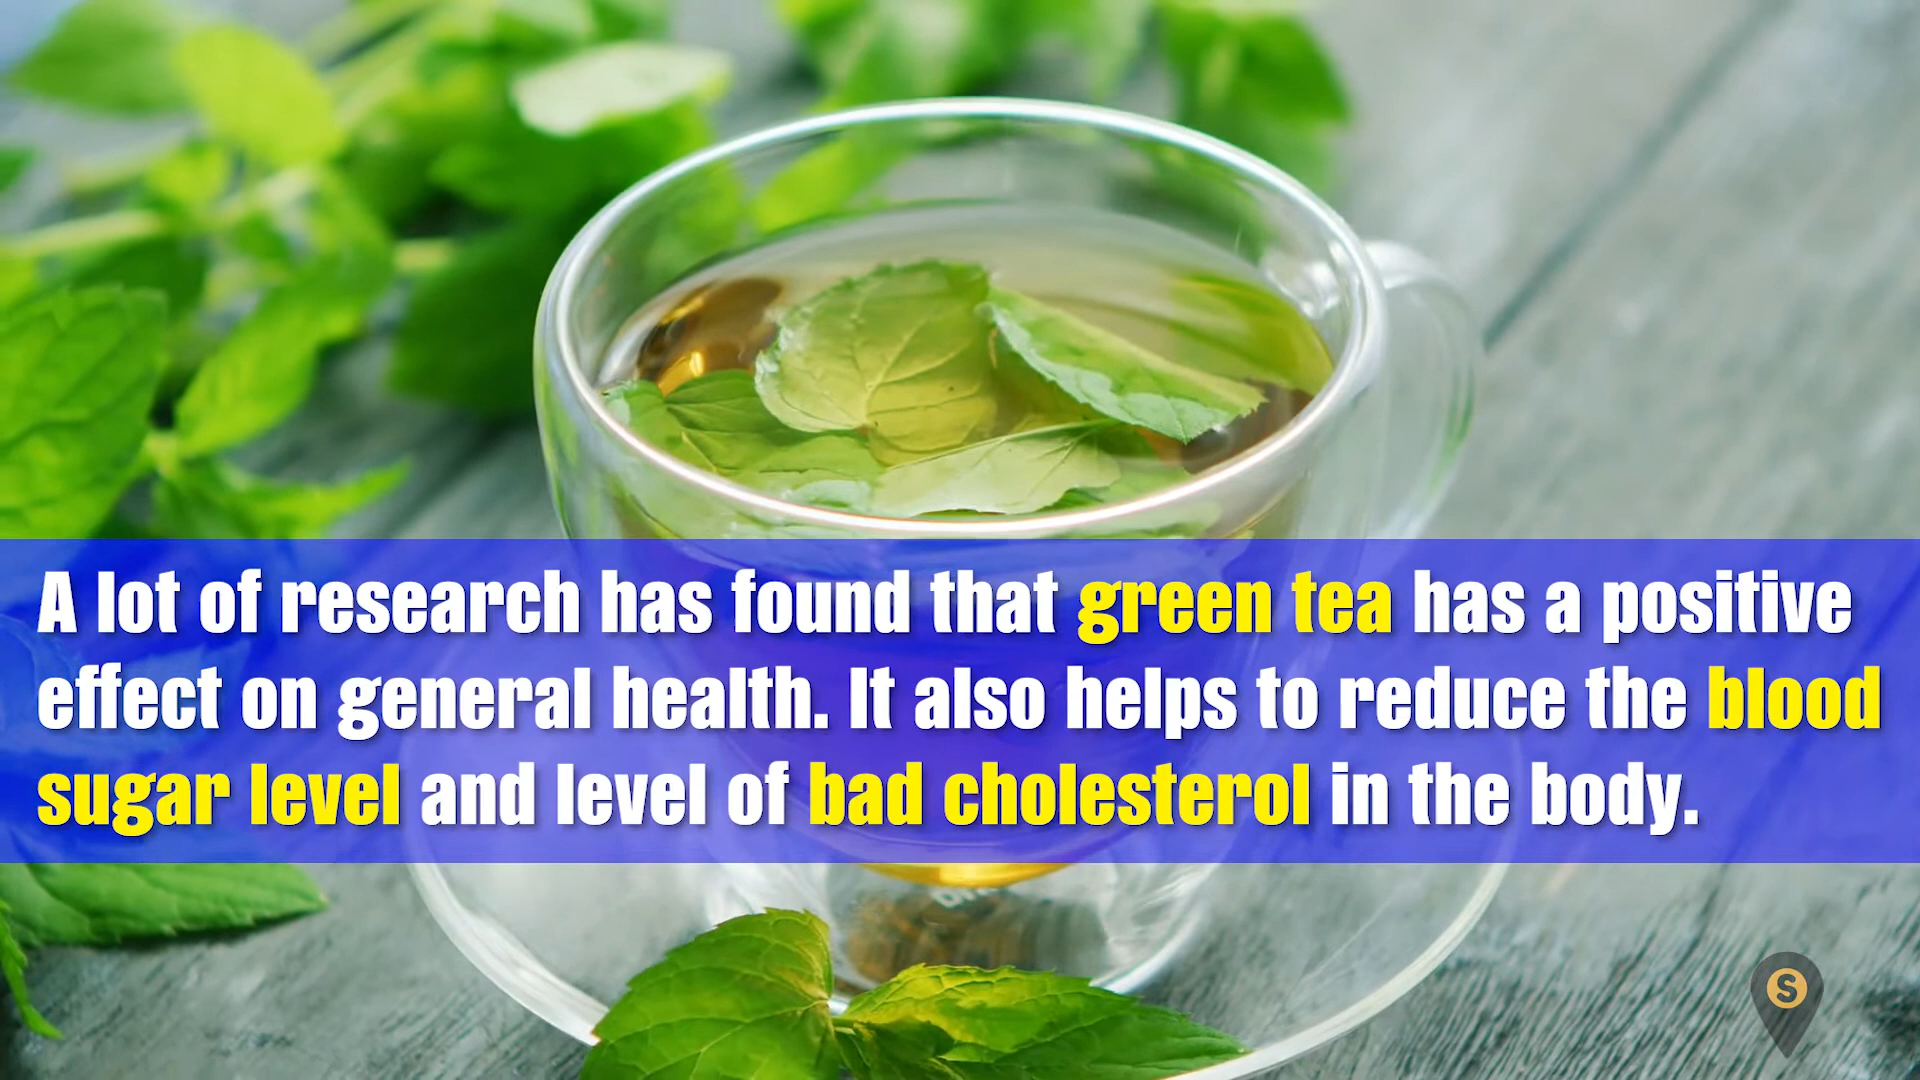 A lot of research has found that green tea has a positive
effect on general health. It also helps to reduce the blood
sugar level and level of bad cholesterol in the body.
S